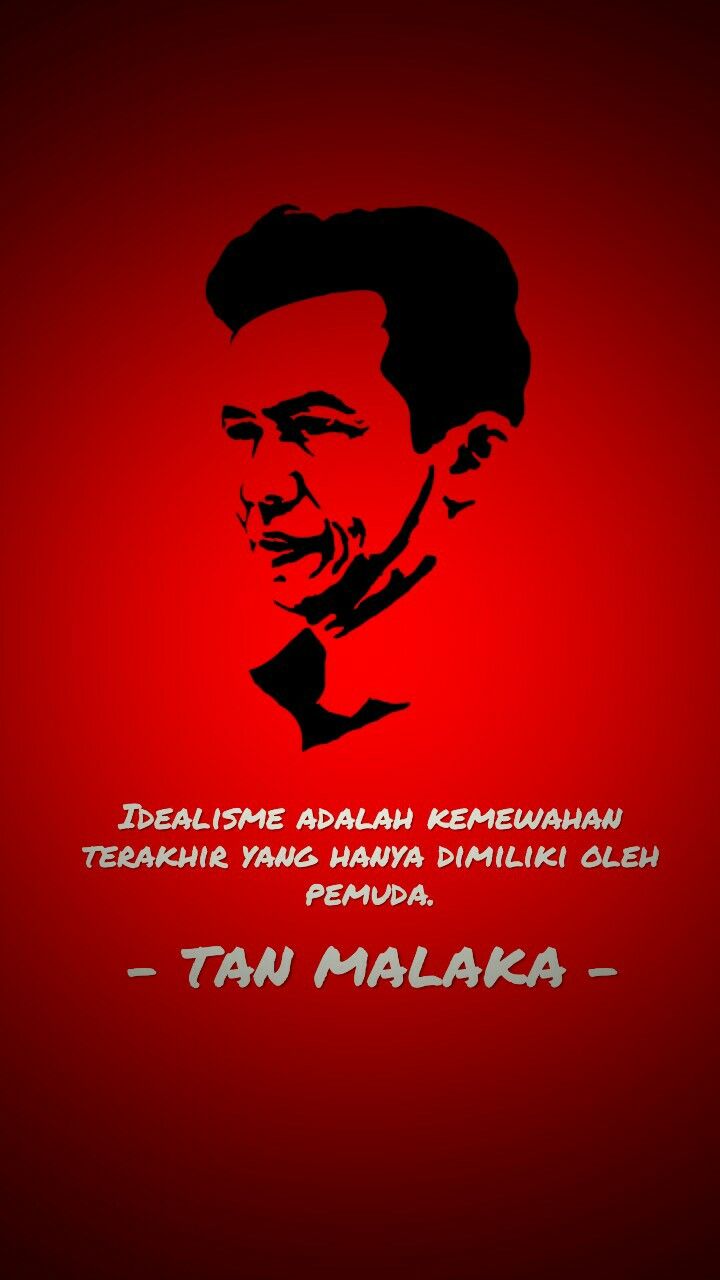 Idealisme adalah kemewahan
terakhir yang hanya dimiliki oleh
pemuda.
- TAN MALAKA -